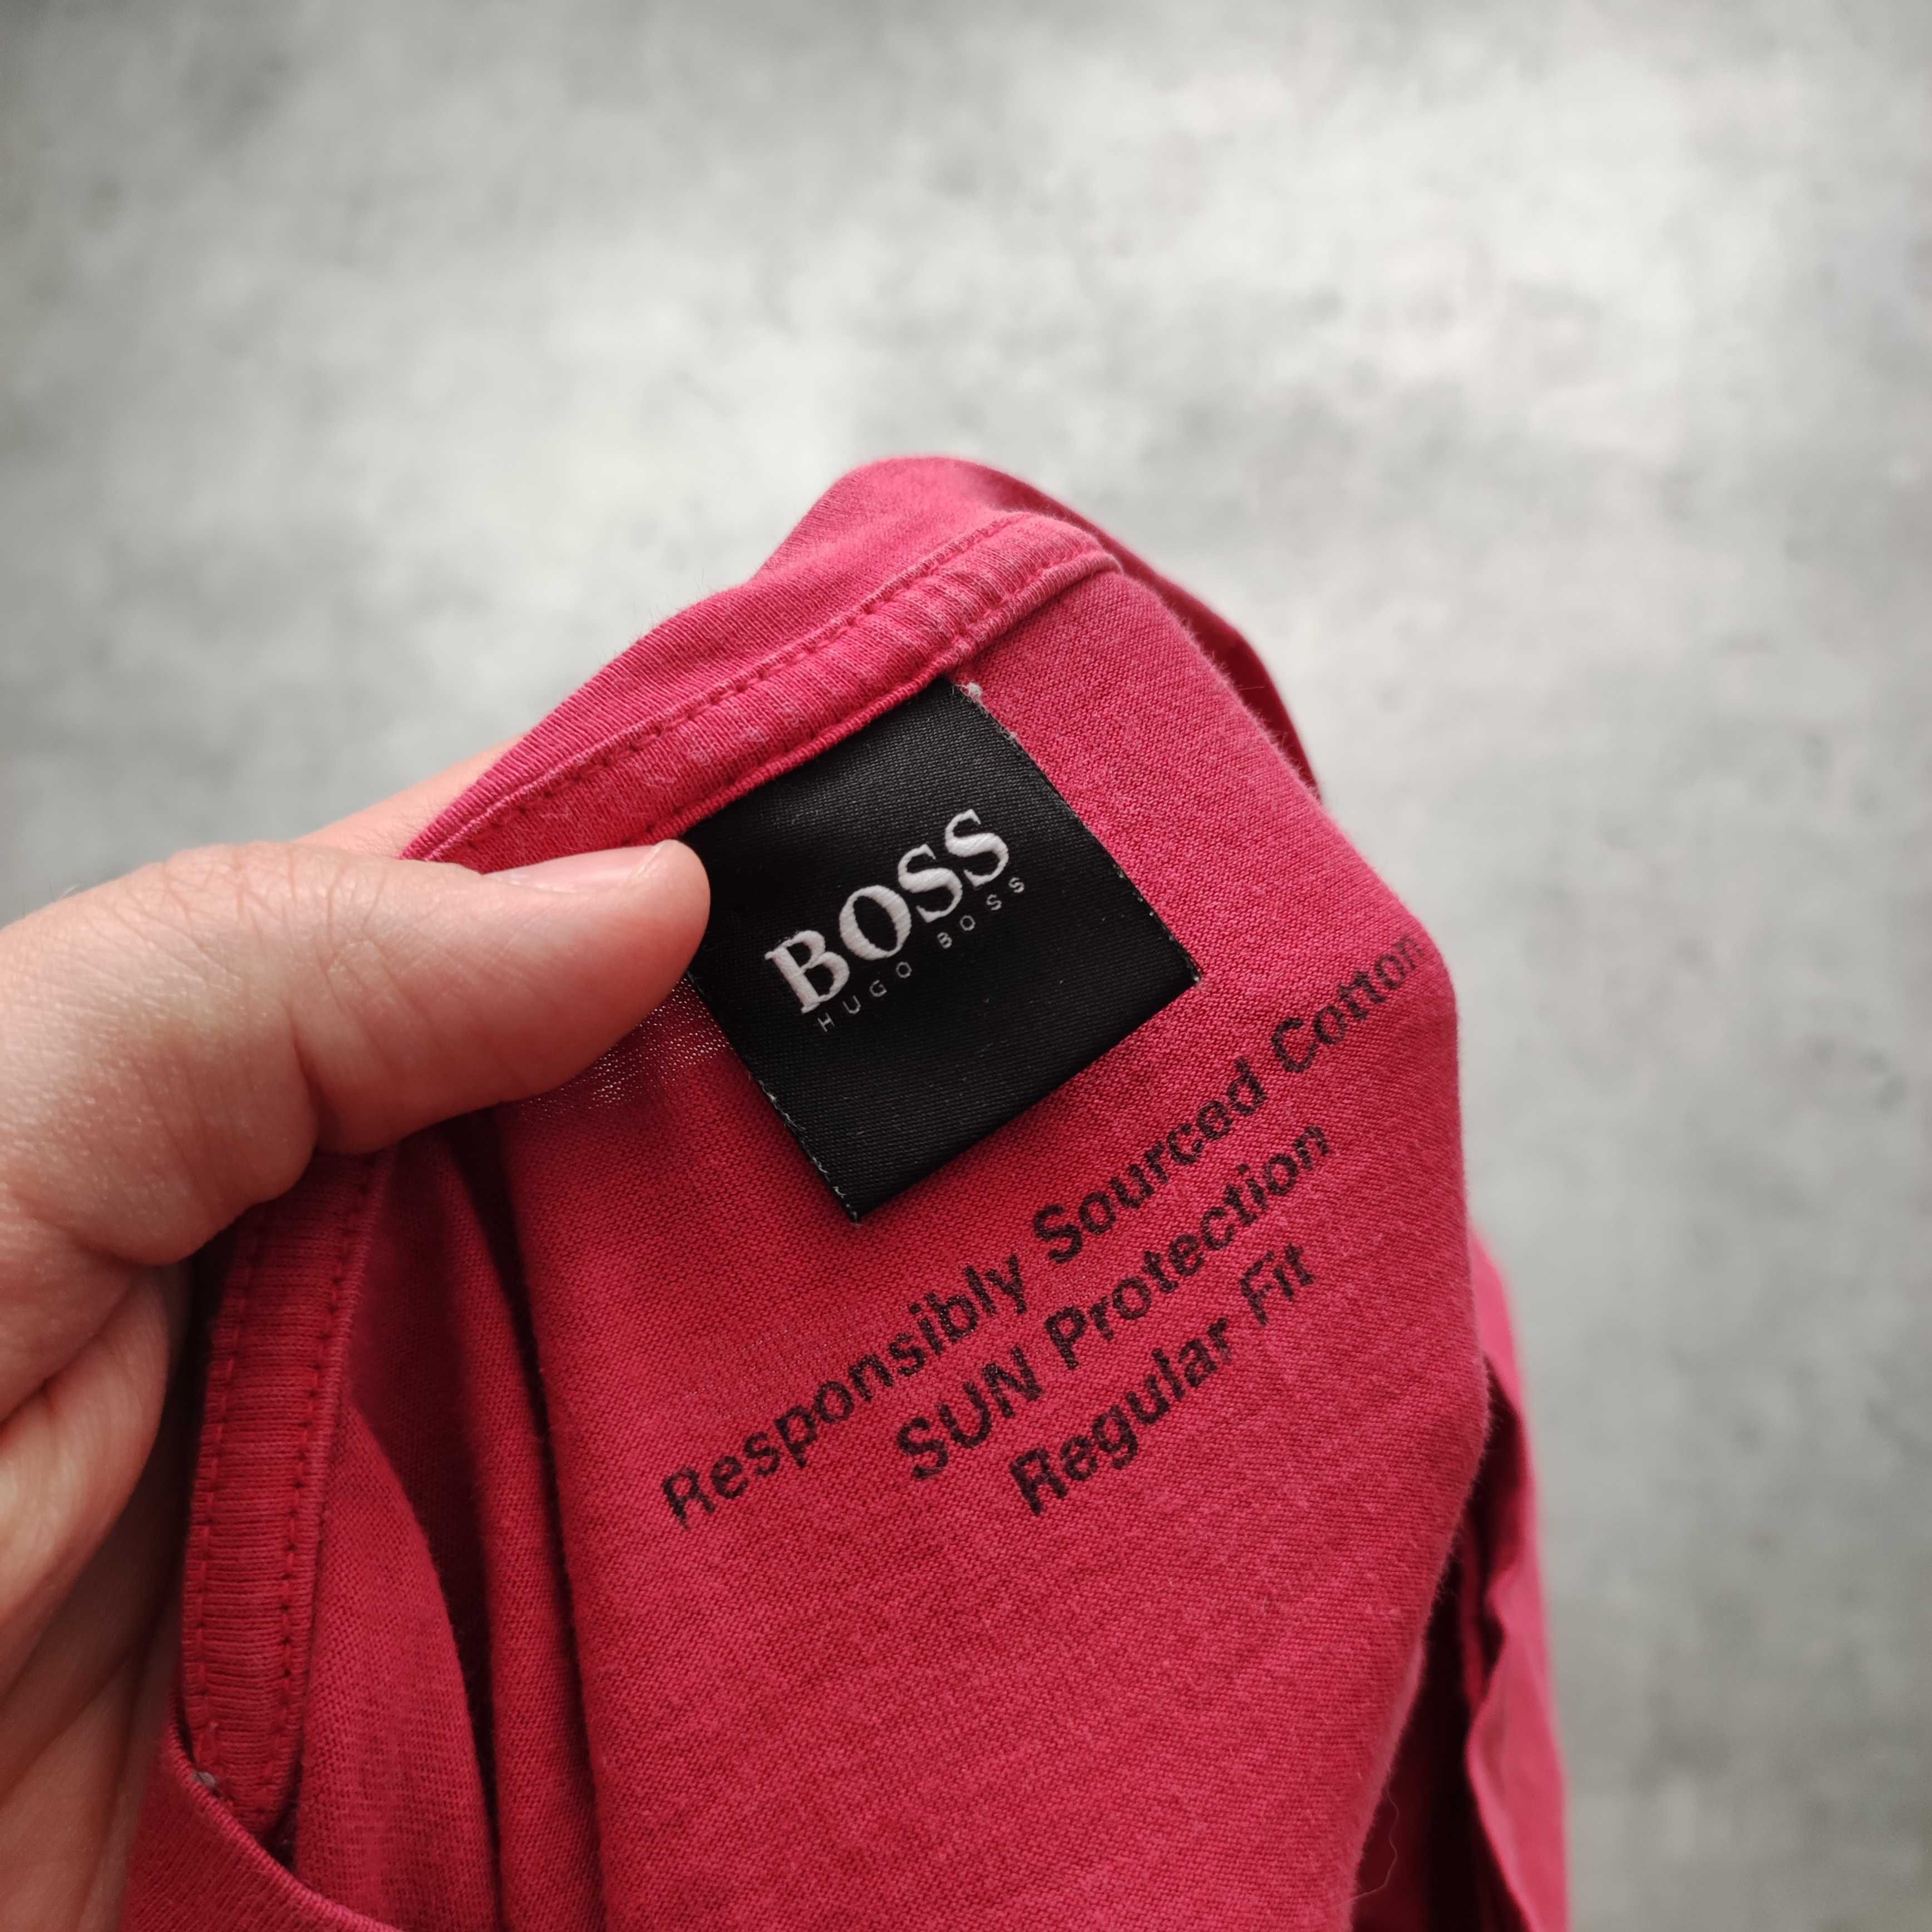 BOSS
HUGO BOSS
Responsibly Sourced Cotton
SUN Protection
Regular Fit